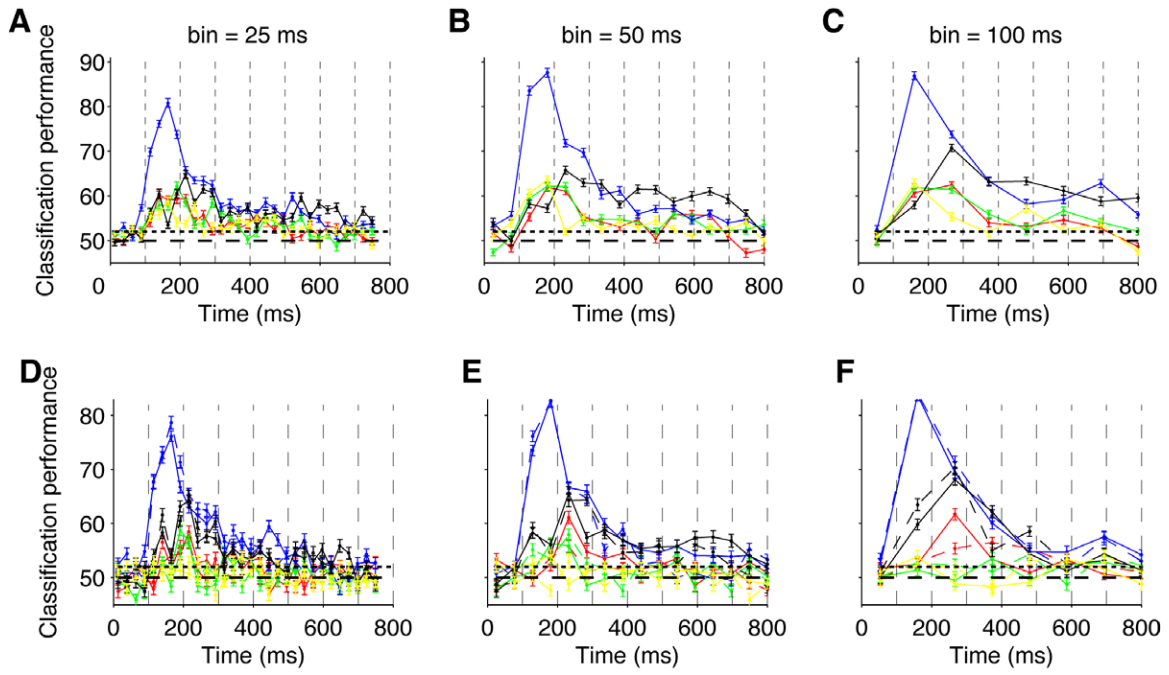 A B C
bin = 25 ms bin = 50 ms bin = 100 ms
Classification performance
90
80
70
60
50
0 200 400 600 800
Time (ms)
0 200 400 600 800
Time (ms)
0 200 400 600 800
Time (ms)
D E F
Classification performance
80
70
60
50
0 200 400 600 800
Time (ms)
0 200 400 600 800
Time (ms)
0 200 400 600 800
Time (ms)